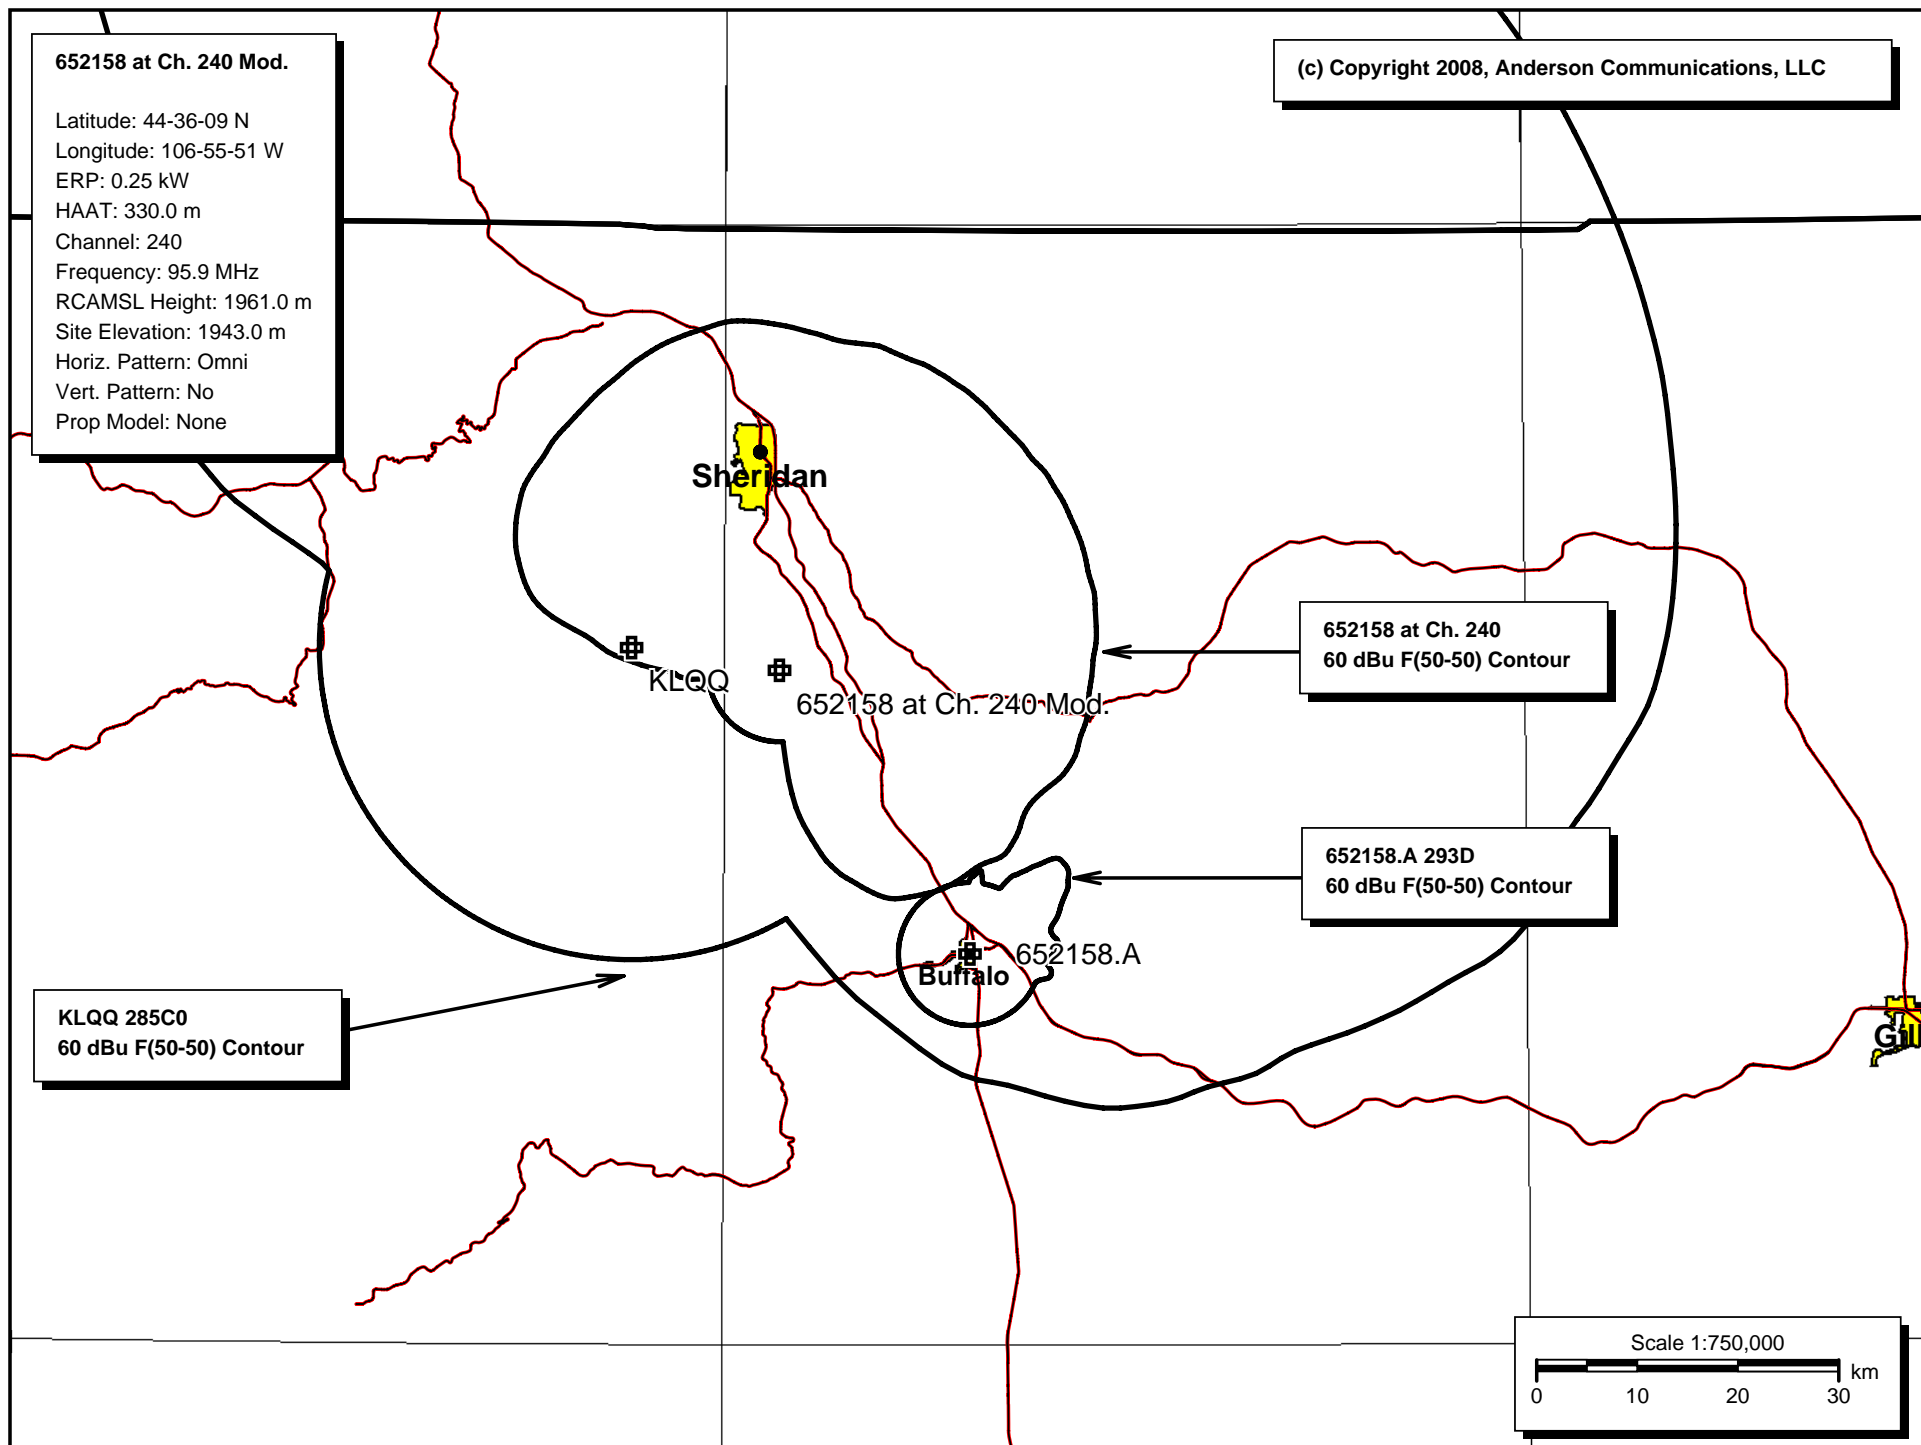 652158 at Ch. 240 Mod.
Latitude: 44-36-09 N
Longitude: 106-55-51 W
ERP: 0.25 kW
HAAT: 330.0 m
Channel: 240
Frequency: 95.9 MHz
RCAMSL Height: 1961.0 m
Site Elevation: 1943.0 m
Horiz. Pattern: Omni
Vert. Pattern: No
Prop Model: None
(c) Copyright 2008, Anderson Communications, LLC
Sheridan
KLQQ
652158 at Ch. 240 Mod.
652158 at Ch. 240
60 dBu F(50-50) Contour
652158.A 293D
60 dBu F(50-50) Contour
652158.A
Buffalo
KLQQ 285C0
60 dBu F(50-50) Contour
Gill
Scale 1:750,000
km
0 10 20 30